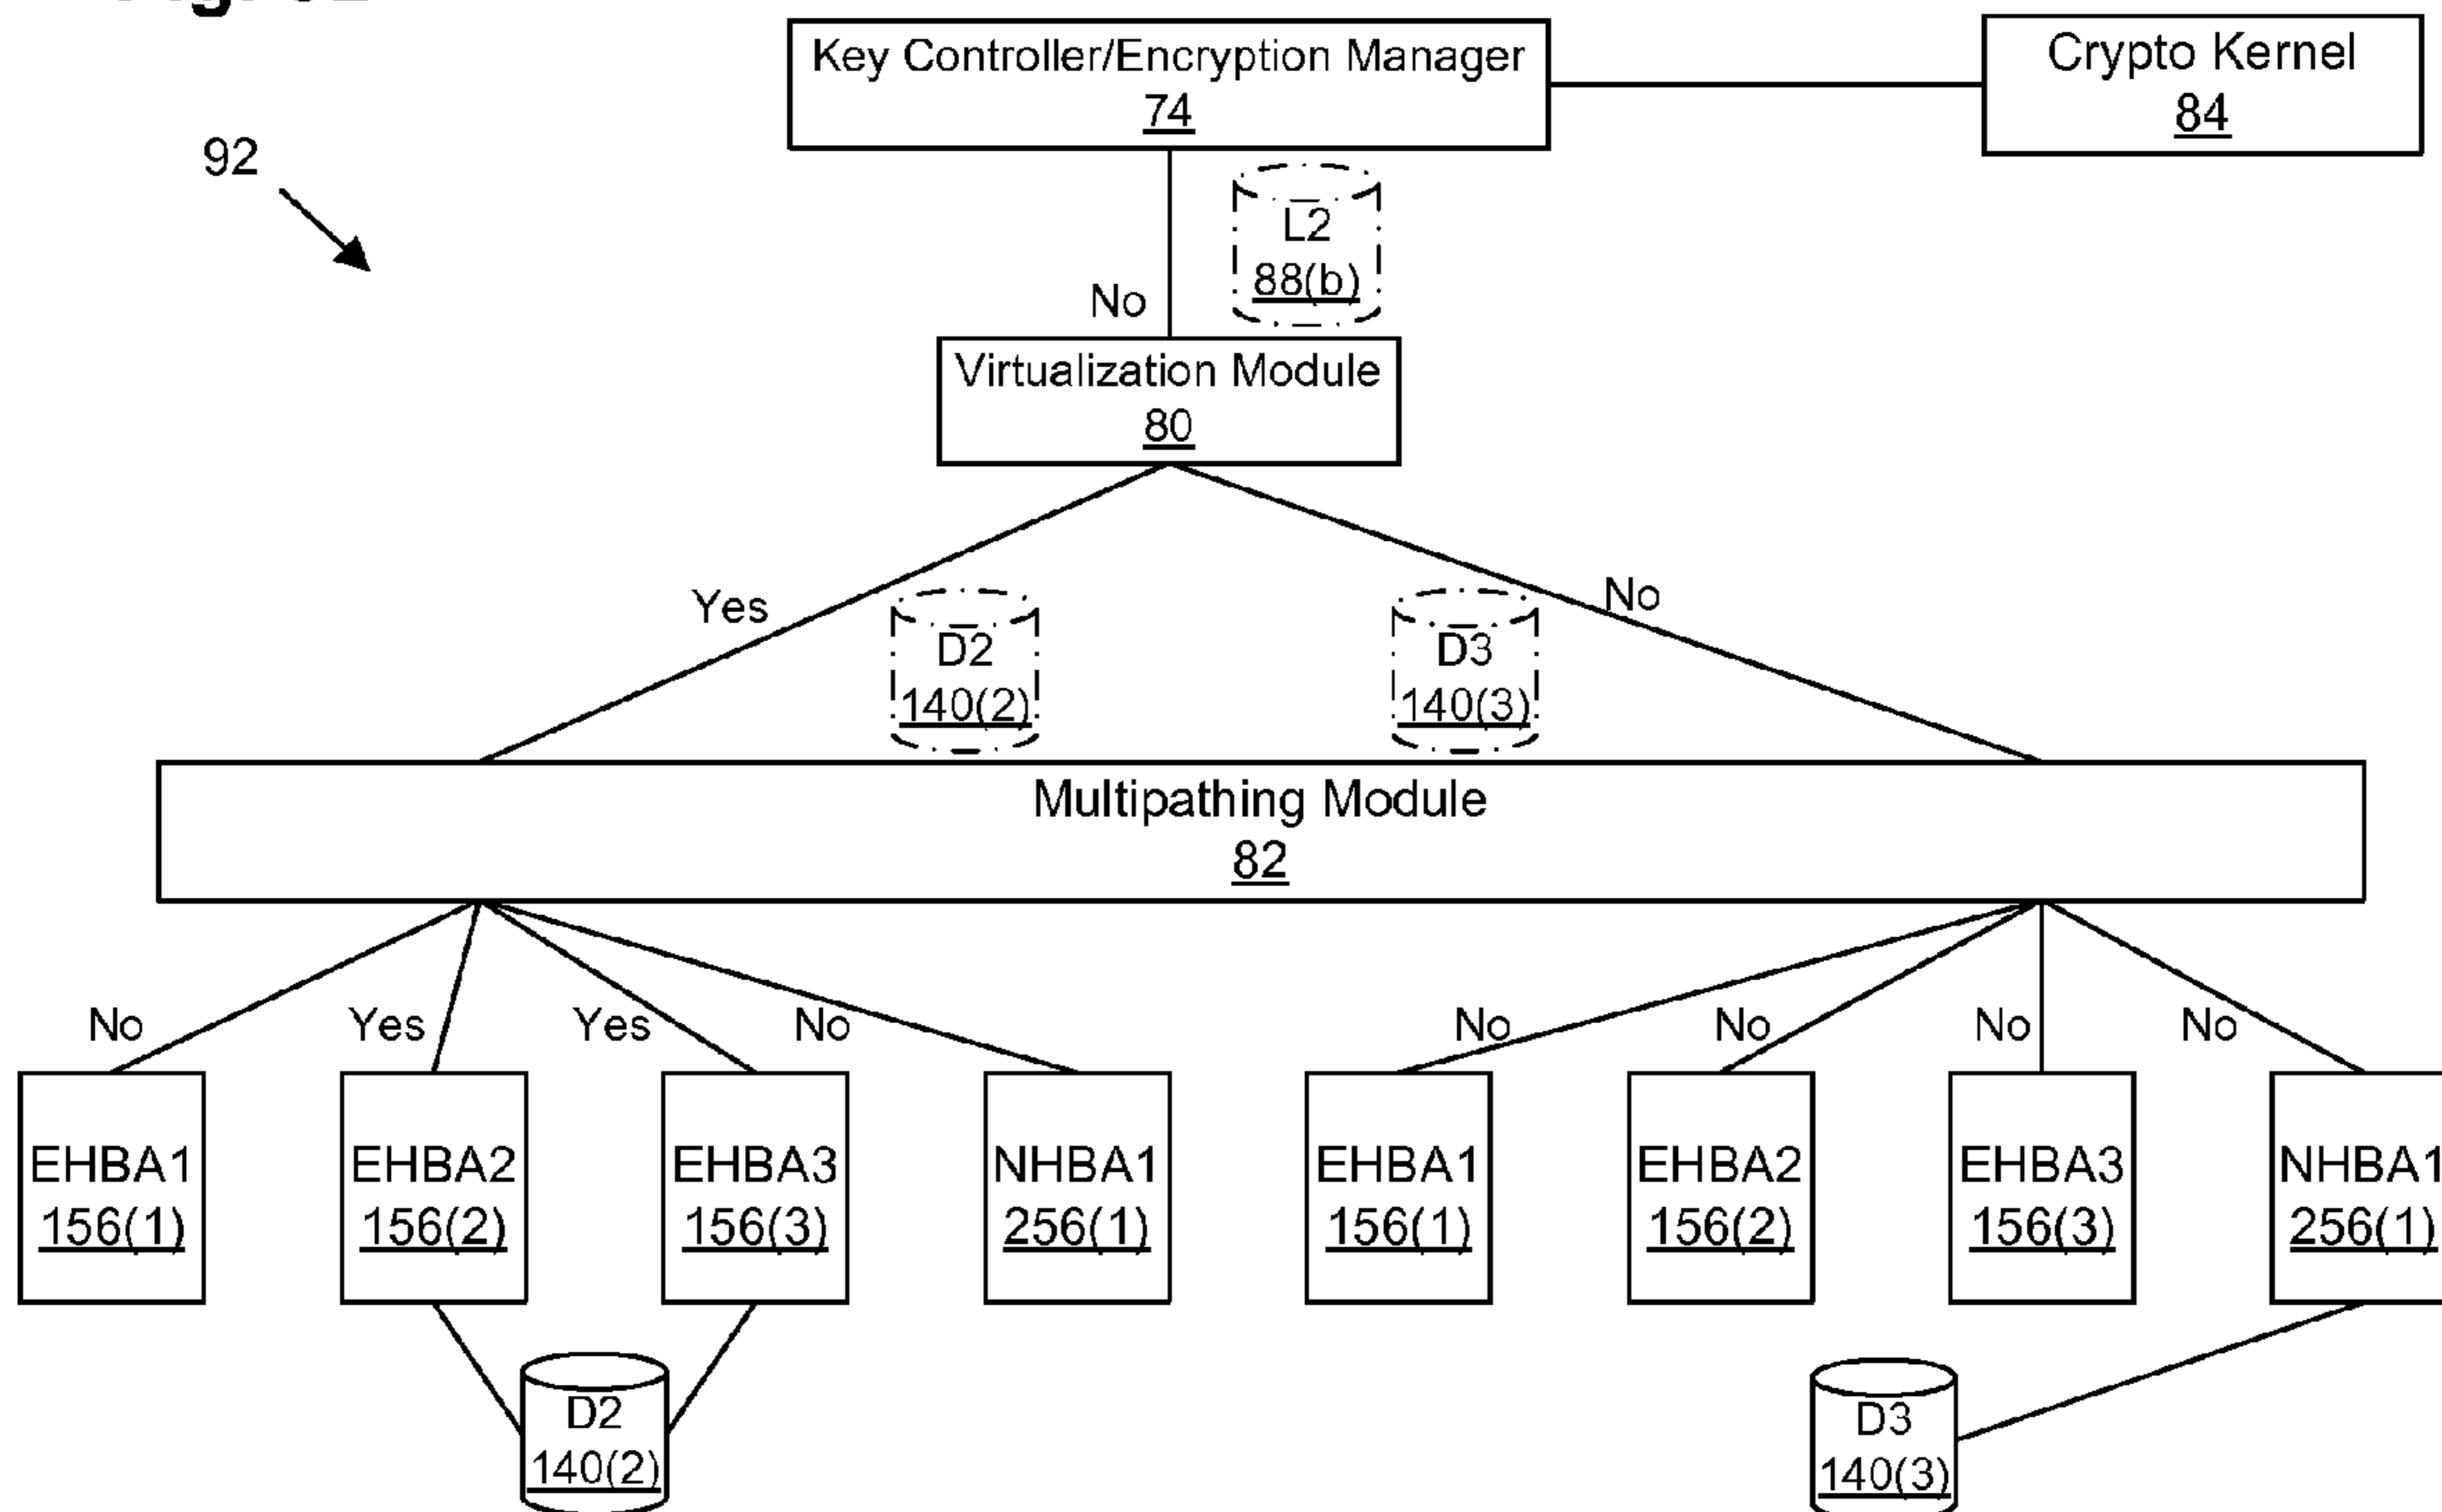 Key Controller/Encryption Manager
74
Crypto Kernel
84
92
L2
88(b)
No
Virtualization Module
80
Yes
No
D2
140(2)
D3
140(3)
Multipathing Module
82
No
Yes
Yes
No
No
No
No
No
EHBA1
156(1)
EHBA2
156(2)
EHBA3
156(3)
NHBA1
256(1)
EHBA1
156(1)
EHBA2
156(2)
EHBA3
156(3)
NHBA1
256(1)
D2
140(2)
D3
140(3)